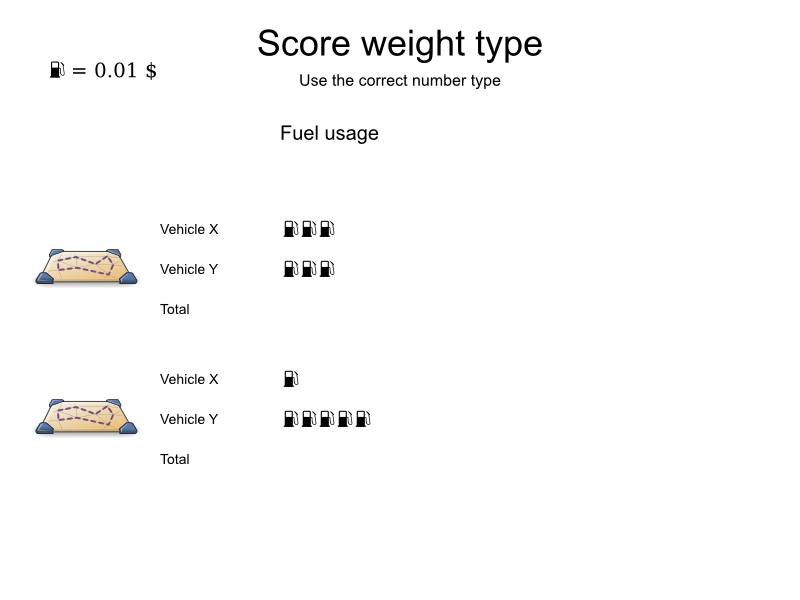 Score weight type
⛽ = 0.01 $
Use the correct number type
Fuel usage
Vehicle X
Vehicle Y
Total
Vehicle X
Vehicle Y
Total